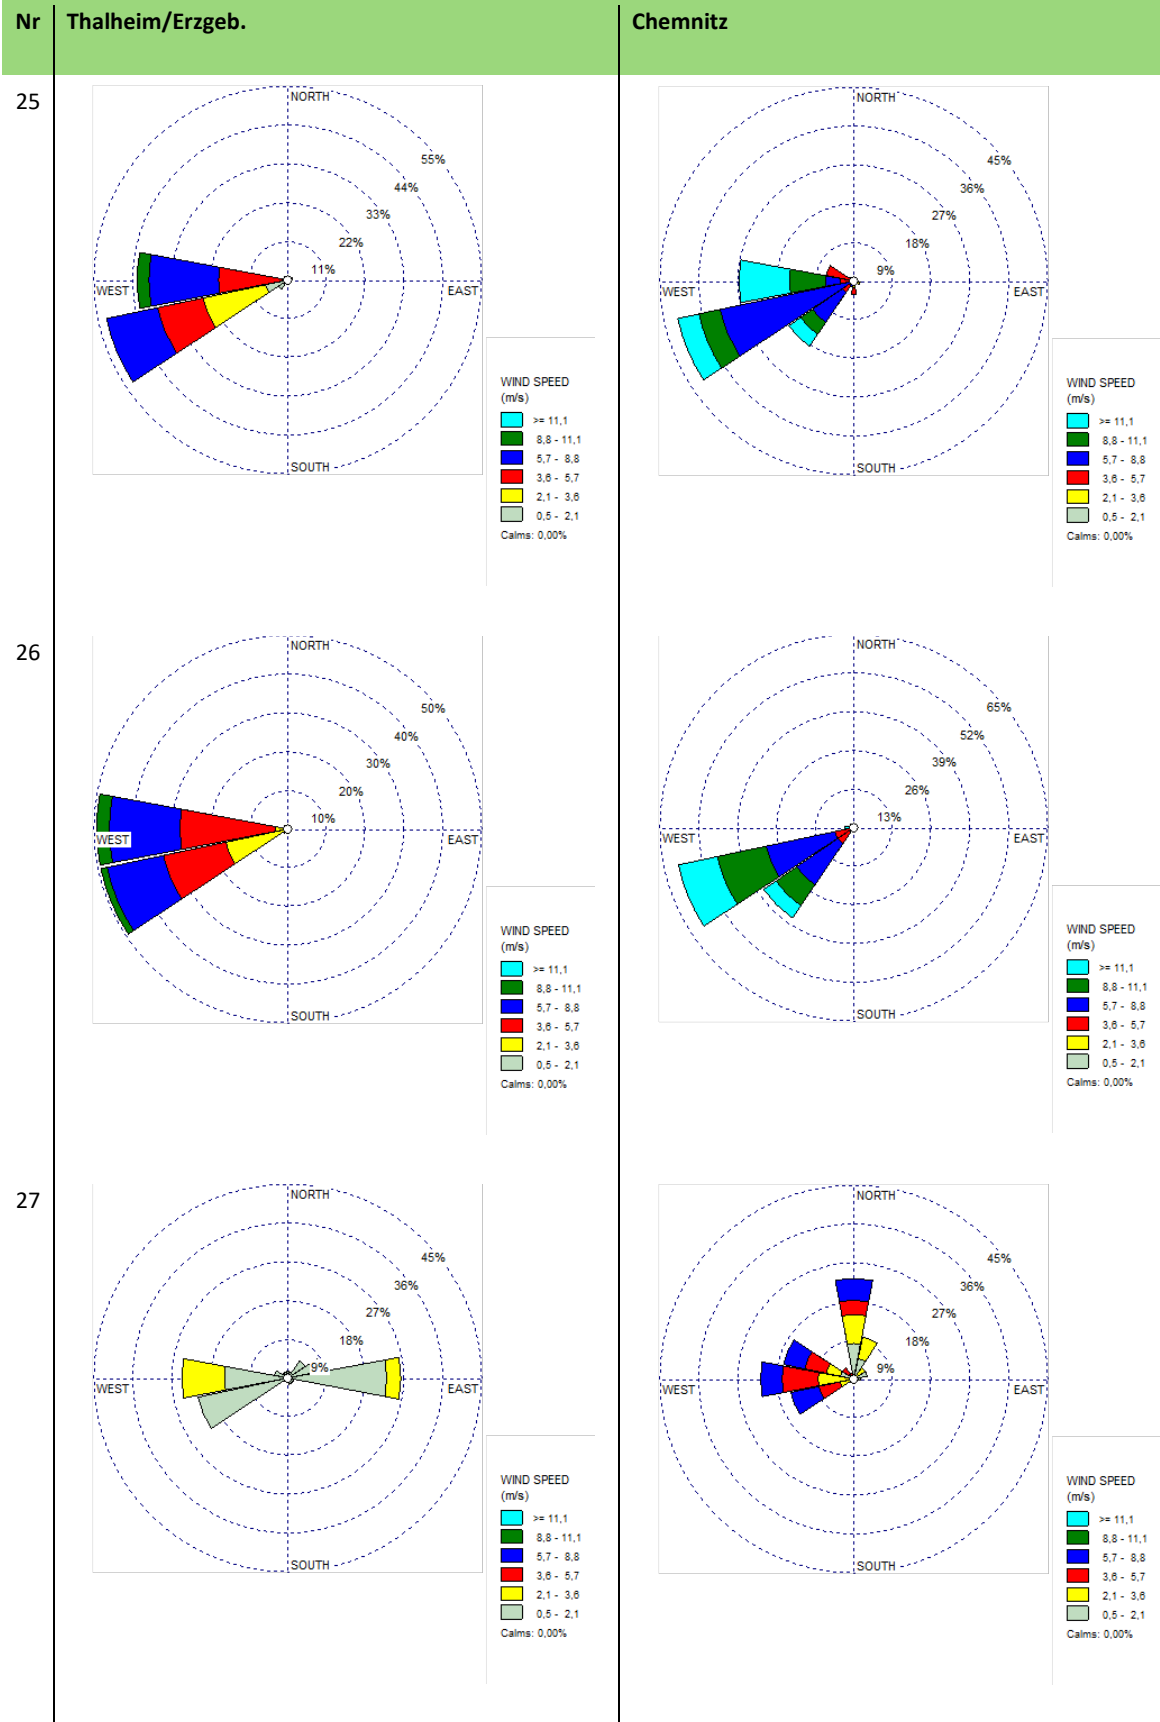 Nr Thalheim/Erzgeb. Chemnitz
25
NORTH
55%
44%
33%
22%
11%
WEST
EAST
SOUTH
WIND SPEED
(m/s)
>= 11,1
8,8 - 11,1
5,7 - 8,8
3,6 - 5,7
2,1 - 3,6
0,5 - 2,1
Calms: 0,00%
NORTH
45%
36%
27%
18%
9%
WEST
EAST
SOUTH
WIND SPEED
(m/s)
>= 11,1
8,8 - 11,1
5,7 - 8,8
3,6 - 5,7
2,1 - 3,6
0,5 - 2,1
Calms: 0,00%
26
NORTH
50%
40%
30%
20%
10%
WEST
EAST
SOUTH
WIND SPEED
(m/s)
>= 11,1
8,8 - 11,1
5,7 - 8,8
3,6 - 5,7
2,1 - 3,6
0,5 - 2,1
Calms: 0,00%
NORTH
65%
52%
39%
26%
13%
WEST
EAST
SOUTH
WIND SPEED
(m/s)
>= 11,1
8,8 - 11,1
5,7 - 8,8
3,6 - 5,7
2,1 - 3,6
0,5 - 2,1
Calms: 0,00%
27
NORTH
45%
36%
27%
18%
9%
WEST
EAST
SOUTH
WIND SPEED
(m/s)
>= 11,1
8,8 - 11,1
5,7 - 8,8
3,6 - 5,7
2,1 - 3,6
0,5 - 2,1
Calms: 0,00%
NORTH
45%
36%
27%
18%
9%
WEST
EAST
SOUTH
WIND SPEED
(m/s)
>= 11,1
8,8 - 11,1
5,7 - 8,8
3,6 - 5,7
2,1 - 3,6
0,5 - 2,1
Calms: 0,00%